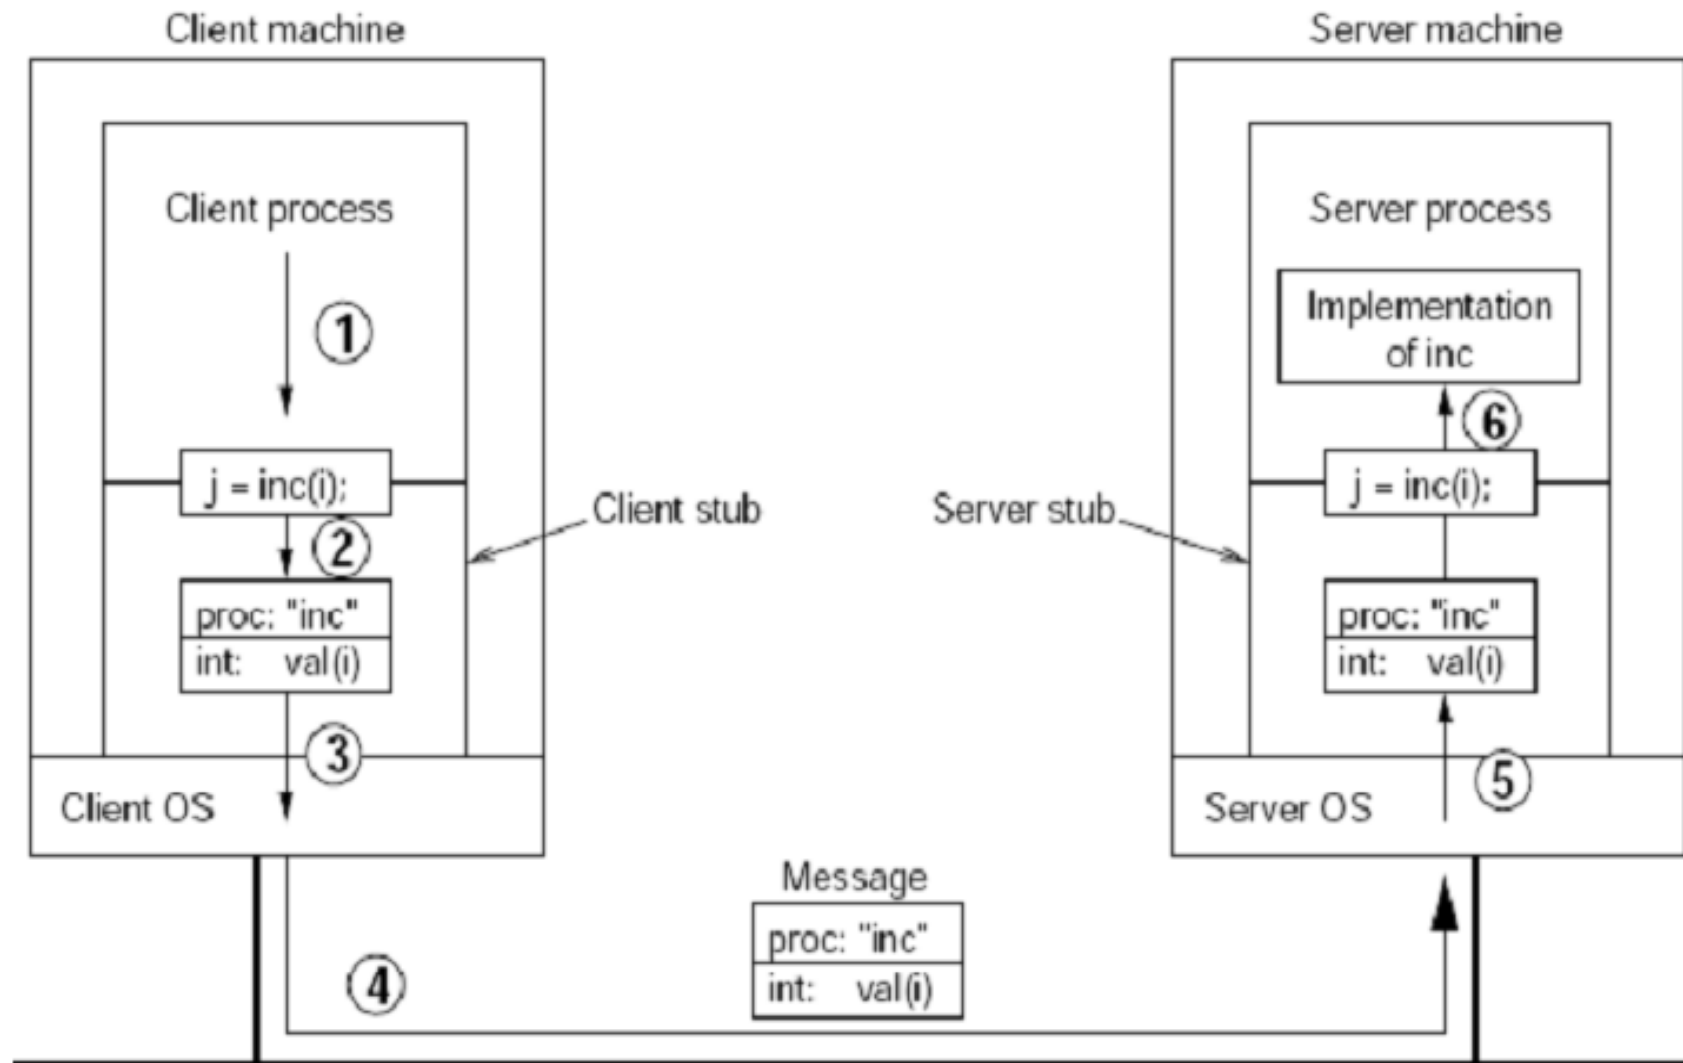 Client machine
Server machine
Client process
Server process
1
Implementation
of inc
6
j = inc(i);
j = inc(i);
Client stub
Server stub
2
proc: "inc"
int: val(i)
proc: "inc"
int: val(i)
3
5
Client OS
Server OS
Message
proc: "inc"
int: val(i)
4